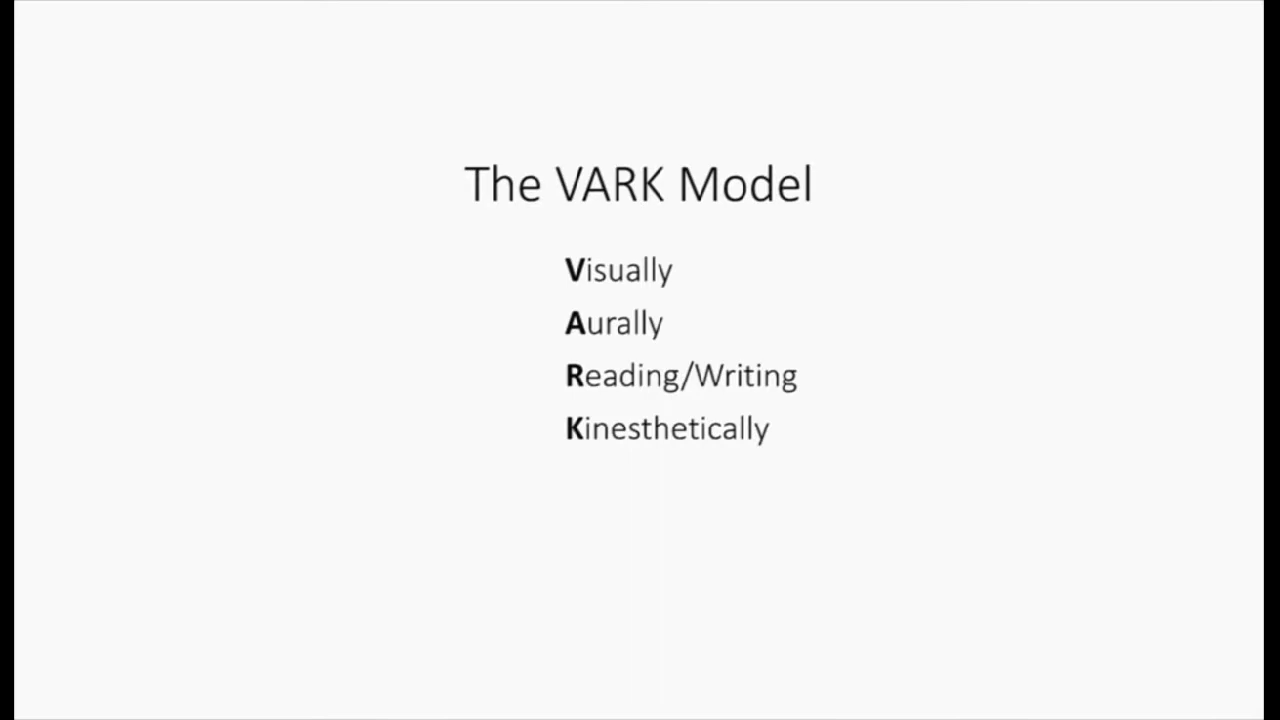 The VARK Model
Visually
Aurally
Reading/Writing
Kinesthetically